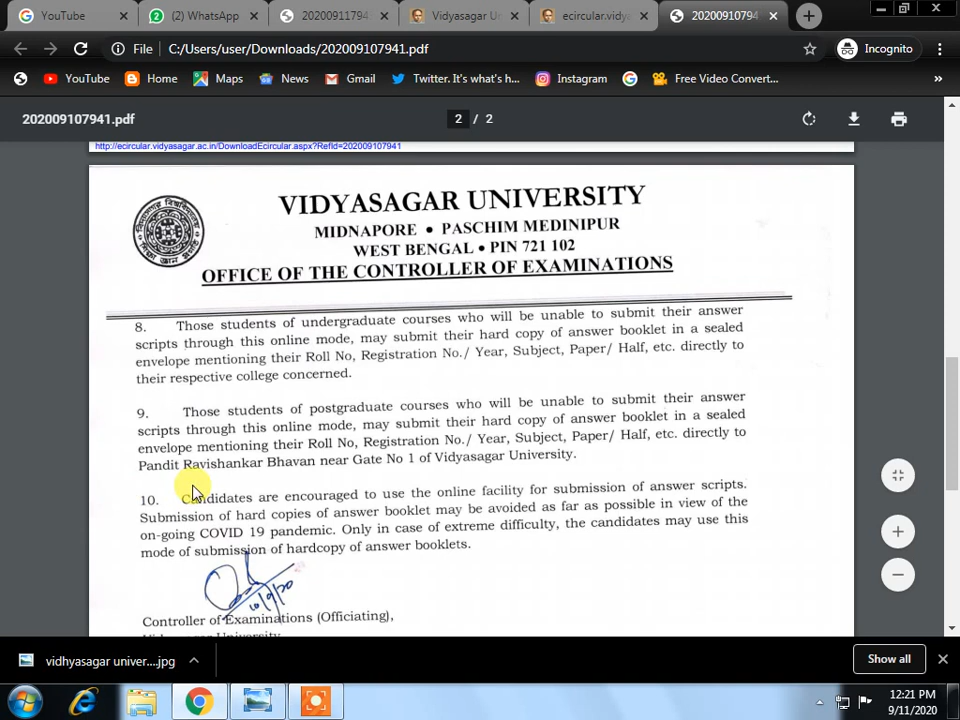 YouTube
(2) WhatsApp
2020091179
Vidyasagar Un
ecircular.vidya
2020091079
File C:/Users/user/Downloads/202009107941.pdf
Incognito
YouTube
Home
Maps
News
Gmail
Twitter. It's what's h...
Instagram
Free Video Convert...
»
202009107941.pdf
2 / 2
http://ecircular.vidyasagar.ac.in/DownloadEcircular.aspx?RefId=202009107941
VIDYASAGAR UNIVERSITY
MIDNAPORE • PASCHIM MEDINIPUR
WEST BENGAL • PIN 721 102
OFFICE OF THE CONTROLLER OF EXAMINATIONS
8. Those students of undergraduate courses who will be unable to submit their answer
scripts through this online mode, may submit their hard copy of answer booklet in a sealed
envelope mentioning their Roll No, Registration No./ Year, Subject, Paper/ Half, etc. directly to
their respective college concerned.
9. Those students of postgraduate courses who will be unable to submit their answer
scripts through this online mode, may submit their hard copy of answer booklet in a sealed
envelope mentioning their Roll No, Registration No./ Year, Subject, Paper/ Half, etc. directly to
Pandit Ravishankar Bhavan near Gate No 1 of Vidyasagar University.
10. Candidates are encouraged to use the online facility for submission of answer scripts.
Submission of hard copies of answer booklet may be avoided as far as possible in view of the
on-going COVID 19 pandemic. Only in case of extreme difficulty, the candidates may use this
mode of submission of hardcopy of answer booklets.
10/9/20
Controller of Examinations (Officiating),
Vidyasagar University
vidhyasagar univer....jpg
Show all
12:21 PM
9/11/2020